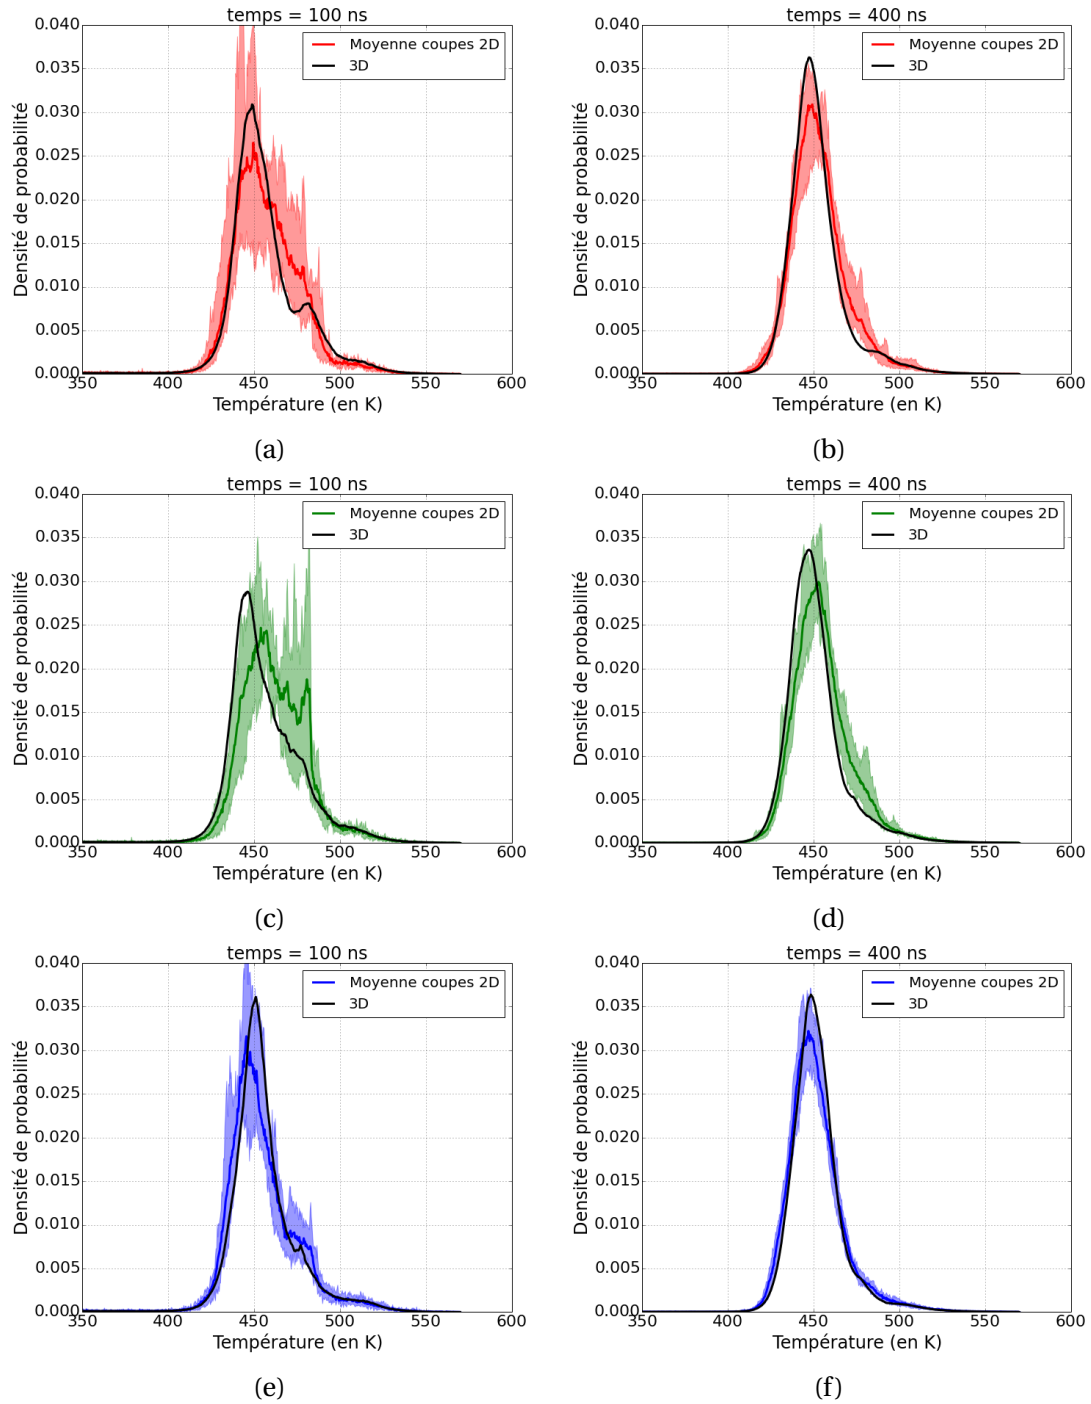 temps = 100 ns
0.040
0.035
0.030
0.025
0.020
0.015
0.010
0.005
0.000
Densité de probabilité
Moyenne coupes 2D
3D
350 400 450 500 550 600
Température (en K)
(a)
temps = 400 ns
0.040
0.035
0.030
0.025
0.020
0.015
0.010
0.005
0.000
Densité de probabilité
Moyenne coupes 2D
3D
350 400 450 500 550 600
Température (en K)
(b)
temps = 100 ns
0.040
0.035
0.030
0.025
0.020
0.015
0.010
0.005
0.000
Densité de probabilité
Moyenne coupes 2D
3D
350 400 450 500 550 600
Température (en K)
(c)
temps = 400 ns
0.040
0.035
0.030
0.025
0.020
0.015
0.010
0.005
0.000
Densité de probabilité
Moyenne coupes 2D
3D
350 400 450 500 550 600
Température (en K)
(d)
temps = 100 ns
0.040
0.035
0.030
0.025
0.020
0.015
0.010
0.005
0.000
Densité de probabilité
Moyenne coupes 2D
3D
350 400 450 500 550 600
Température (en K)
(e)
temps = 400 ns
0.040
0.035
0.030
0.025
0.020
0.015
0.010
0.005
0.000
Densité de probabilité
Moyenne coupes 2D
3D
350 400 450 500 550 600
Température (en K)
(f)